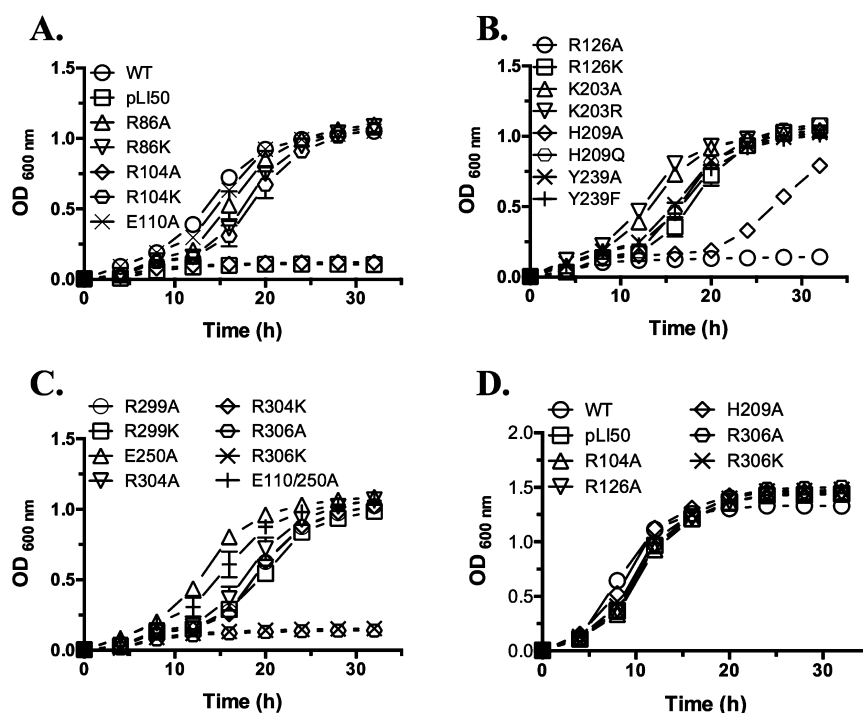 A.
1.5
1.0
0.5
0.0
OD 600 nm
WT
pLI50
R86A
R86K
R104A
R104K
E110A
0 10 20 30
Time (h)
B.
1.5
1.0
0.5
0.0
OD 600 nm
R126A
R126K
K203A
K203R
H209A
H209Q
Y239A
Y239F
0 10 20 30
Time (h)
C.
1.5
1.0
0.5
0.0
OD 600 nm
R299A R304K
R299K R306A
E250A R306K
R304A E110/250A
0 10 20 30
Time (h)
D.
2.0
1.5
1.0
0.5
0.0
OD 600 nm
WT H209A
pLI50 R306A
R104A R306K
R126A
0 10 20 30
Time (h)